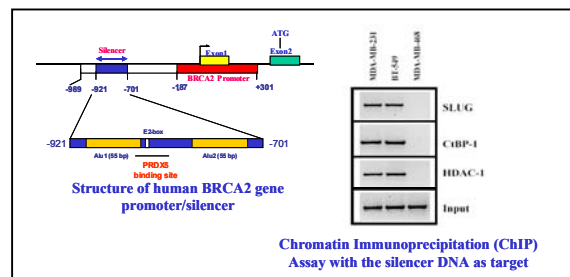 ATG
Silencer
Exon1
Exon2
BRCA2 Promoter
-989
-921
-701
-187
+301
E2-box
-921
-701
Alu1 (55 bp)
Alu2 (55 bp)
PRDX5
binding site
Structure of human BRCA2 gene
promoter/silencer
MDA-MB-231
BT-549
MDA-MB-468
SLUG
CtBP-1
HDAC-1
Input
Chromatin Immunoprecipitation (ChIP)
Assay with the silencer DNA as target